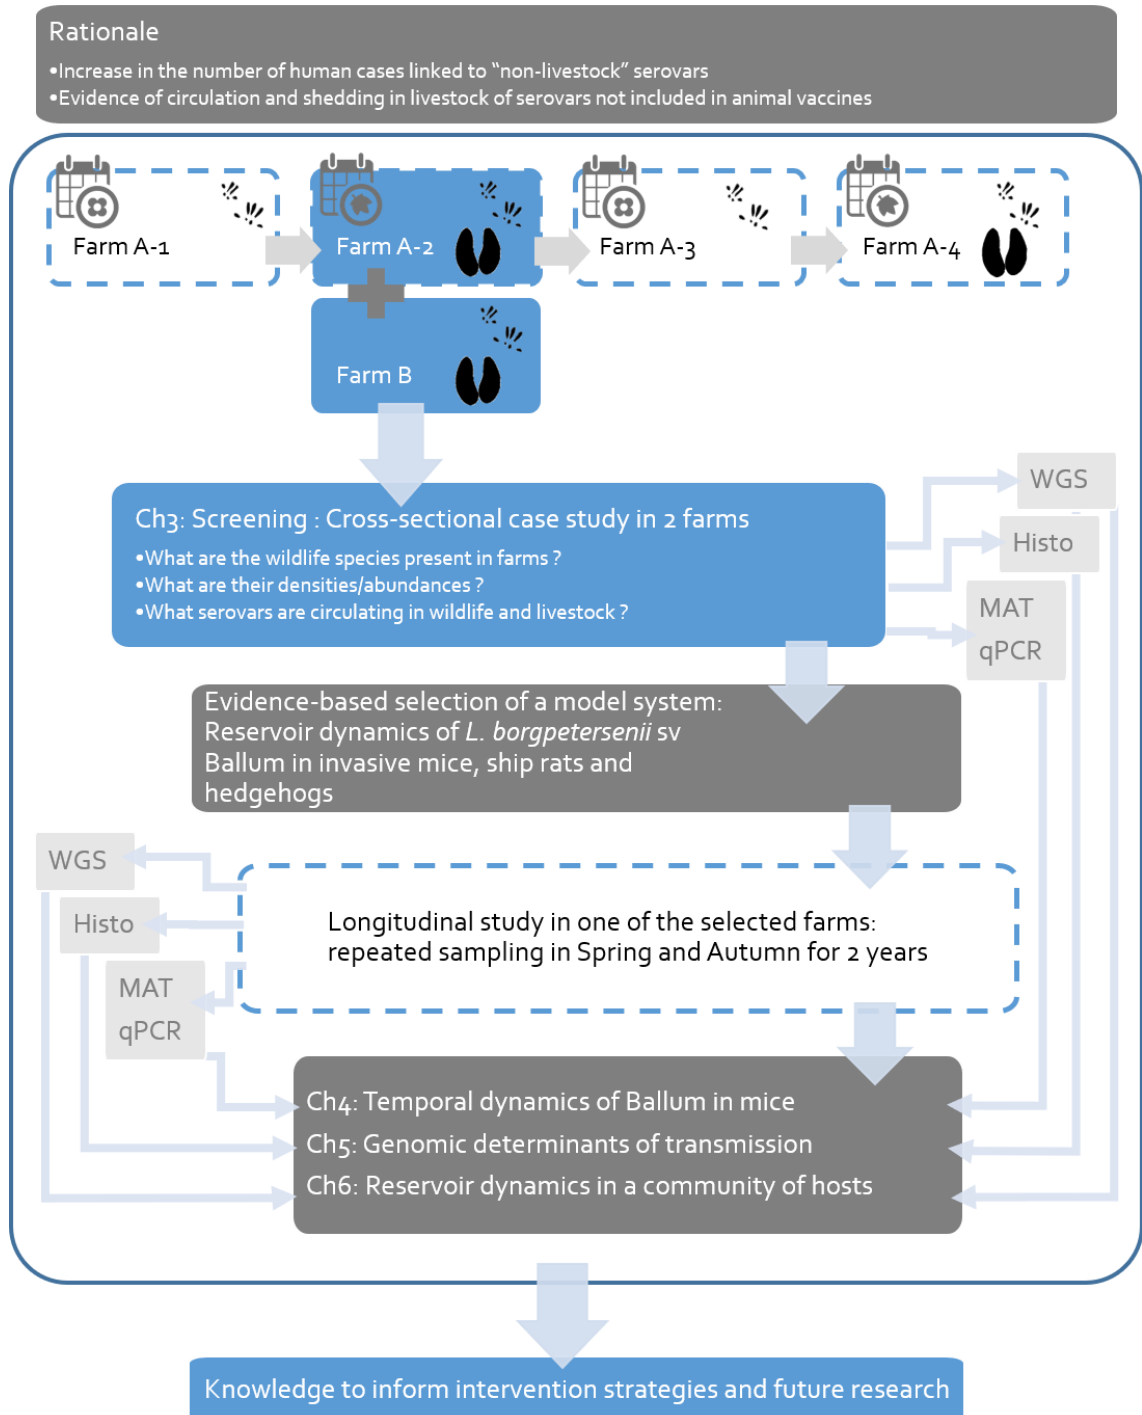 Rationale
•Increase in the number of human cases linked to “non-livestock” serovars
•Evidence of circulation and shedding in livestock of serovars not included in animal vaccines
Farm A-1
Farm A-2
Farm A-3
Farm A-4
Farm B
Ch3: Screening : Cross-sectional case study in 2 farms
•What are the wildlife species present in farms ?
•What are their densities/abundances ?
•What serovars are circulating in wildlife and livestock ?
WGS
Histo
MAT
qPCR
Evidence-based selection of a model system:
Reservoir dynamics of L. borgpetersenii sv
Ballum in invasive mice, ship rats and
hedgehogs
WGS
Histo
MAT
qPCR
Longitudinal study in one of the selected farms:
repeated sampling in Spring and Autumn for 2 years
Ch4: Temporal dynamics of Ballum in mice
Ch5: Genomic determinants of transmission
Ch6: Reservoir dynamics in a community of hosts
Knowledge to inform intervention strategies and future research